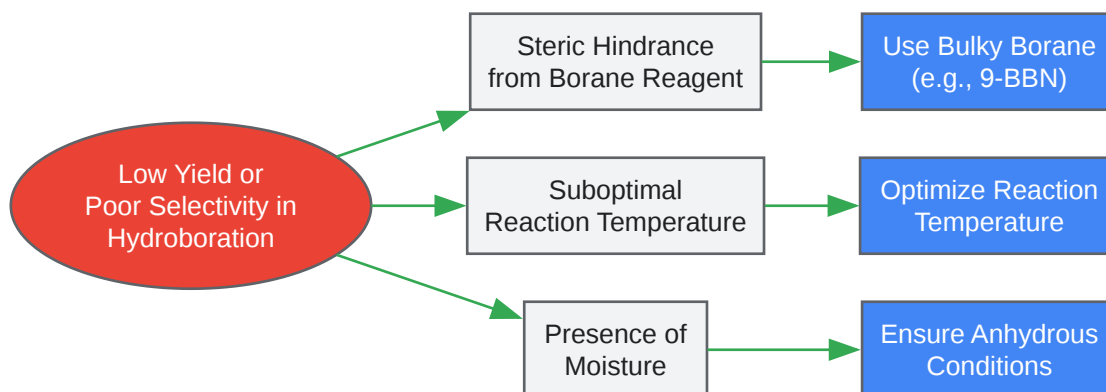 Low Yield or
Poor Selectivity in
Hydroboration
Steric Hindrance
from Borane Reagent
Use Bulky Borane
(e.g., 9-BBN)
Suboptimal
Reaction Temperature
Optimize Reaction
Temperature
Presence of
Moisture
Ensure Anhydrous
Conditions